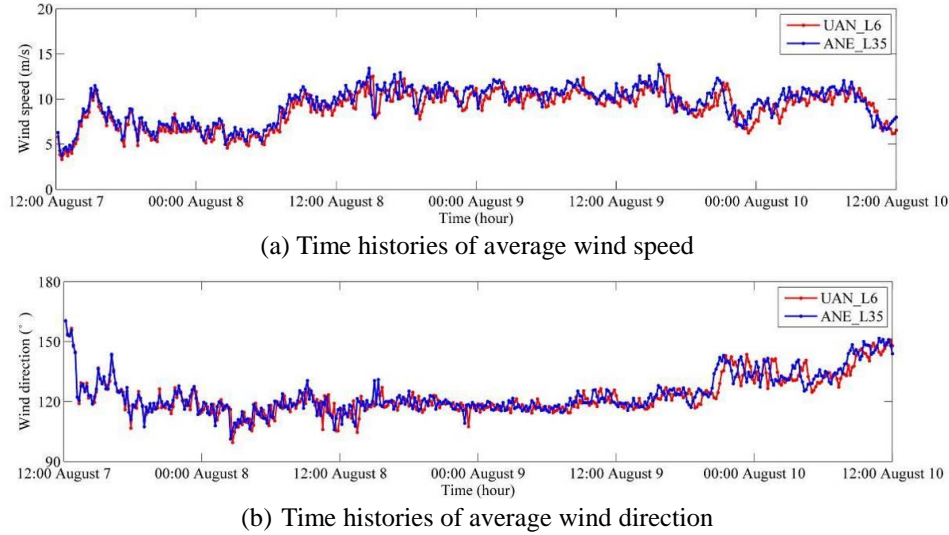 20
15
10
5
0
Wind speed (m/s)
UAN_L6
ANE_L35
12:00 August 7 00:00 August 8 12:00 August 8 00:00 August 9 12:00 August 9 00:00 August 10 12:00 August 10
Time (hour)
(a) Time histories of average wind speed
180
150
120
90
Wind direction (°)
UAN_L6
ANE_L35
12:00 August 7 00:00 August 8 12:00 August 8 00:00 August 9 12:00 August 9 00:00 August 10 12:00 August 10
Time (hour)
(b) Time histories of average wind direction